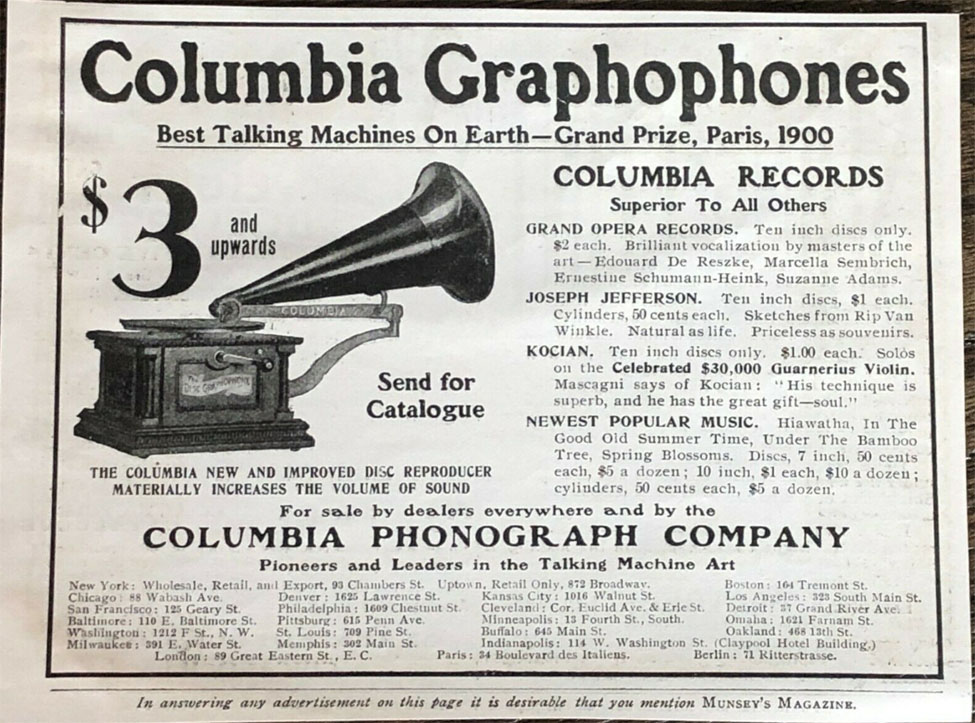 Columbia Graphophones
Best Talking Machines On Earth—Grand Prize, Paris, 1900
$3 and
upwards
COLUMBIA
The
DISC GRAPHOPHONE
Send for
Catalogue
THE COLUMBIA NEW AND IMPROVED DISC REPRODUCER
MATERIALLY INCREASES THE VOLUME OF SOUND
COLUMBIA RECORDS
Superior To All Others
GRAND OPERA RECORDS. Ten inch discs only.
$2 each. Brilliant vocalization by masters of the
art—Edouard De Reszke, Marcella Sembrich,
Ernestine Schumann-Heink, Suzanne Adams.
JOSEPH JEFFERSON. Ten inch discs, $1 each.
Cylinders, 50 cents each. Sketches from Rip Van
Winkle. Natural as life. Priceless as souvenirs.
KOCIAN. Ten inch discs only. $1.00 each. Solos
on the Celebrated $30,000 Guarnerius Violin.
Mascagni says of Kocian: "His technique is
superb, and he has the great gift—soul."
NEWEST POPULAR MUSIC. Hiawatha, In The
Good Old Summer Time, Under The Bamboo
Tree, Spring Blossoms. Discs, 7 inch, 50 cents
each, $5 a dozen; 10 inch, $1 each, $10 a dozen;
cylinders, 50 cents each, $5 a dozen.
For sale by dealers everywhere and by the
COLUMBIA PHONOGRAPH COMPANY
Pioneers and Leaders in the Talking Machine Art
New York: Wholesale, Retail, and Export, 93 Chambers St. Uptown, Retail Only, 872 Broadway. Boston: 164 Tremont St.
Chicago: 88 Wabash Ave. Denver: 1625 Lawrence St. Kansas City: 1016 Walnut St. Los Angeles: 323 South Main St.
San Francisco: 125 Geary St. Philadelphia: 1609 Chestnut St. Cleveland: Cor. Euclid Ave. & Erie St. Detroit: 37 Grand River Ave.
Baltimore: 110 E. Baltimore St. Pittsburg: 615 Penn Ave. Minneapolis: 13 Fourth St., South. Omaha: 1621 Farnam St.
Washington: 1212 F St., N. W. St. Louis: 709 Pine St. Buffalo: 645 Main St. Oakland: 468 13th St.
Milwaukee: 391 E. Water St. Memphis: 302 Main St. Indianapolis: 114 W. Washington St. (Claypool Hotel Building.)
London: 89 Great Eastern St., E. C. Paris: 34 Boulevard des Italiens. Berlin: 71 Ritterstrasse.
In answering any advertisement on this page it is desirable that you mention MUNSEY'S MAGAZINE.